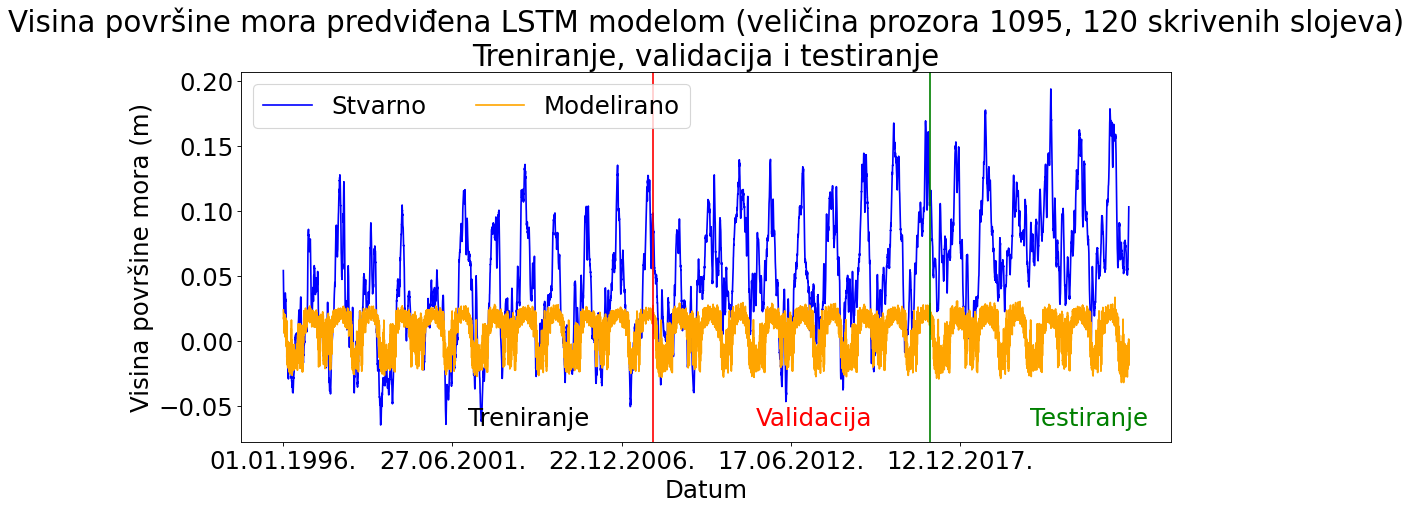 Visina površine mora predviđena LSTM modelom (veličina prozora 1095, 120 skrivenih slojeva)
Treniranje, validacija i testiranje
Stvarno
Modelirano
Visina površine mora (m)
0.20
0.15
0.10
0.05
0.00
−0.05
Treniranje
Validacija
Testiranje
01.01.1996.
27.06.2001.
22.12.2006.
17.06.2012.
12.12.2017.
Datum